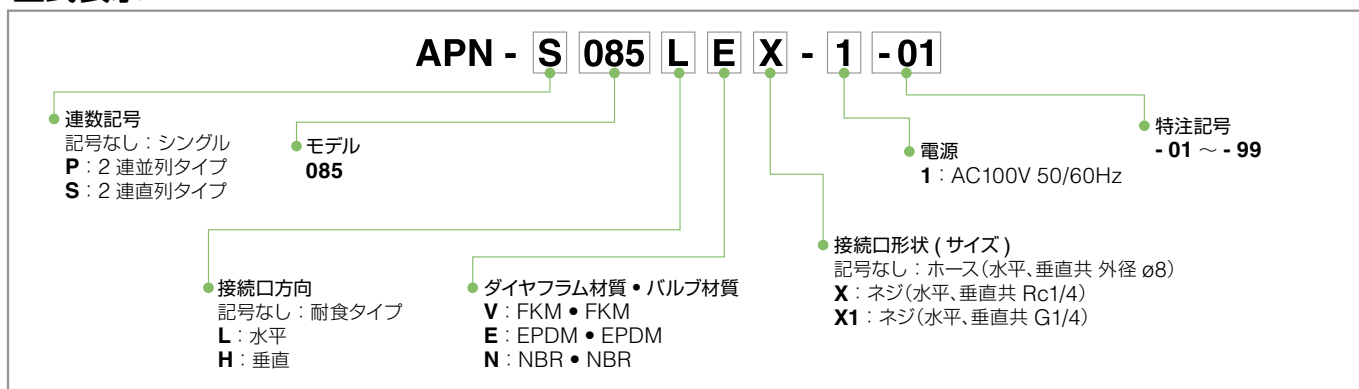 APN - S 085 L E X - 1 - 01
連数記号
記号なし：シングル
P：2 連並列タイプ
S：2 連直列タイプ
モデル
085
接続口方向
記号なし：耐食タイプ
L：水平
H：垂直
ダイヤフラム材質 • バルブ材質
V：FKM • FKM
E：EPDM • EPDM
N：NBR • NBR
接続口形状 ( サイズ )
記号なし：ホース（水平、垂直共 外径 ø8）
X：ネジ（水平、垂直共 Rc1/4）
X1：ネジ（水平、垂直共 G1/4）
電源
1：AC100V 50/60Hz
特注記号
- 01 ～ - 99